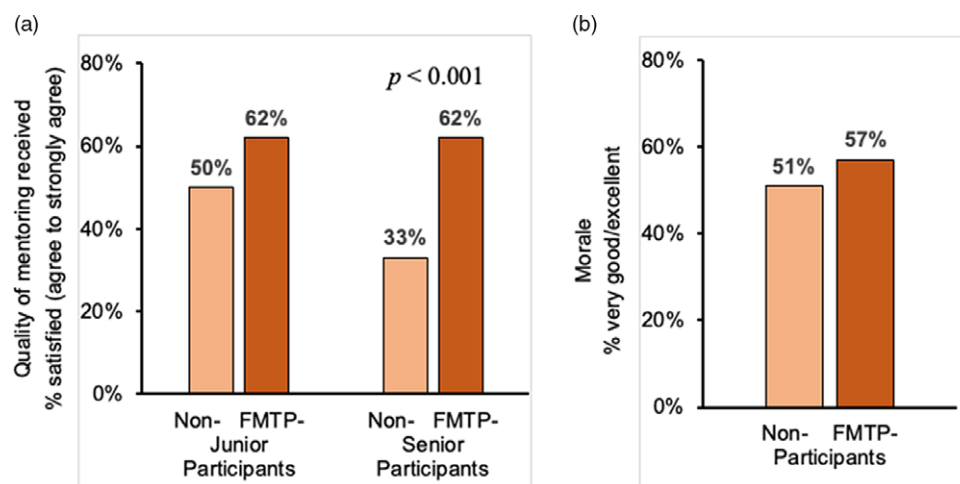 (a)
Quality of mentoring received
% satisfied (agree to strongly agree)
80%
60%
40%
20%
0%
p < 0.001
50%
62%
33%
62%
Non- FMTP-
Junior
Participants
Non- FMTP-
Senior
Participants
(b)
Morale
% very good/excellent
80%
60%
40%
20%
0%
51%
57%
Non- FMTP-
Participants